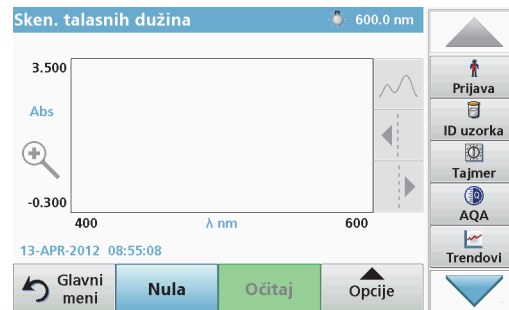 Sken. talasnih dužina
600.0 nm
3.500
Abs
-0.300
400
λ nm
600
13-APR-2012 08:55:08
Glavni
meni
Nula
Očitaj
Opcije
Prijava
ID uzorka
Tajmer
AQA
Trendovi